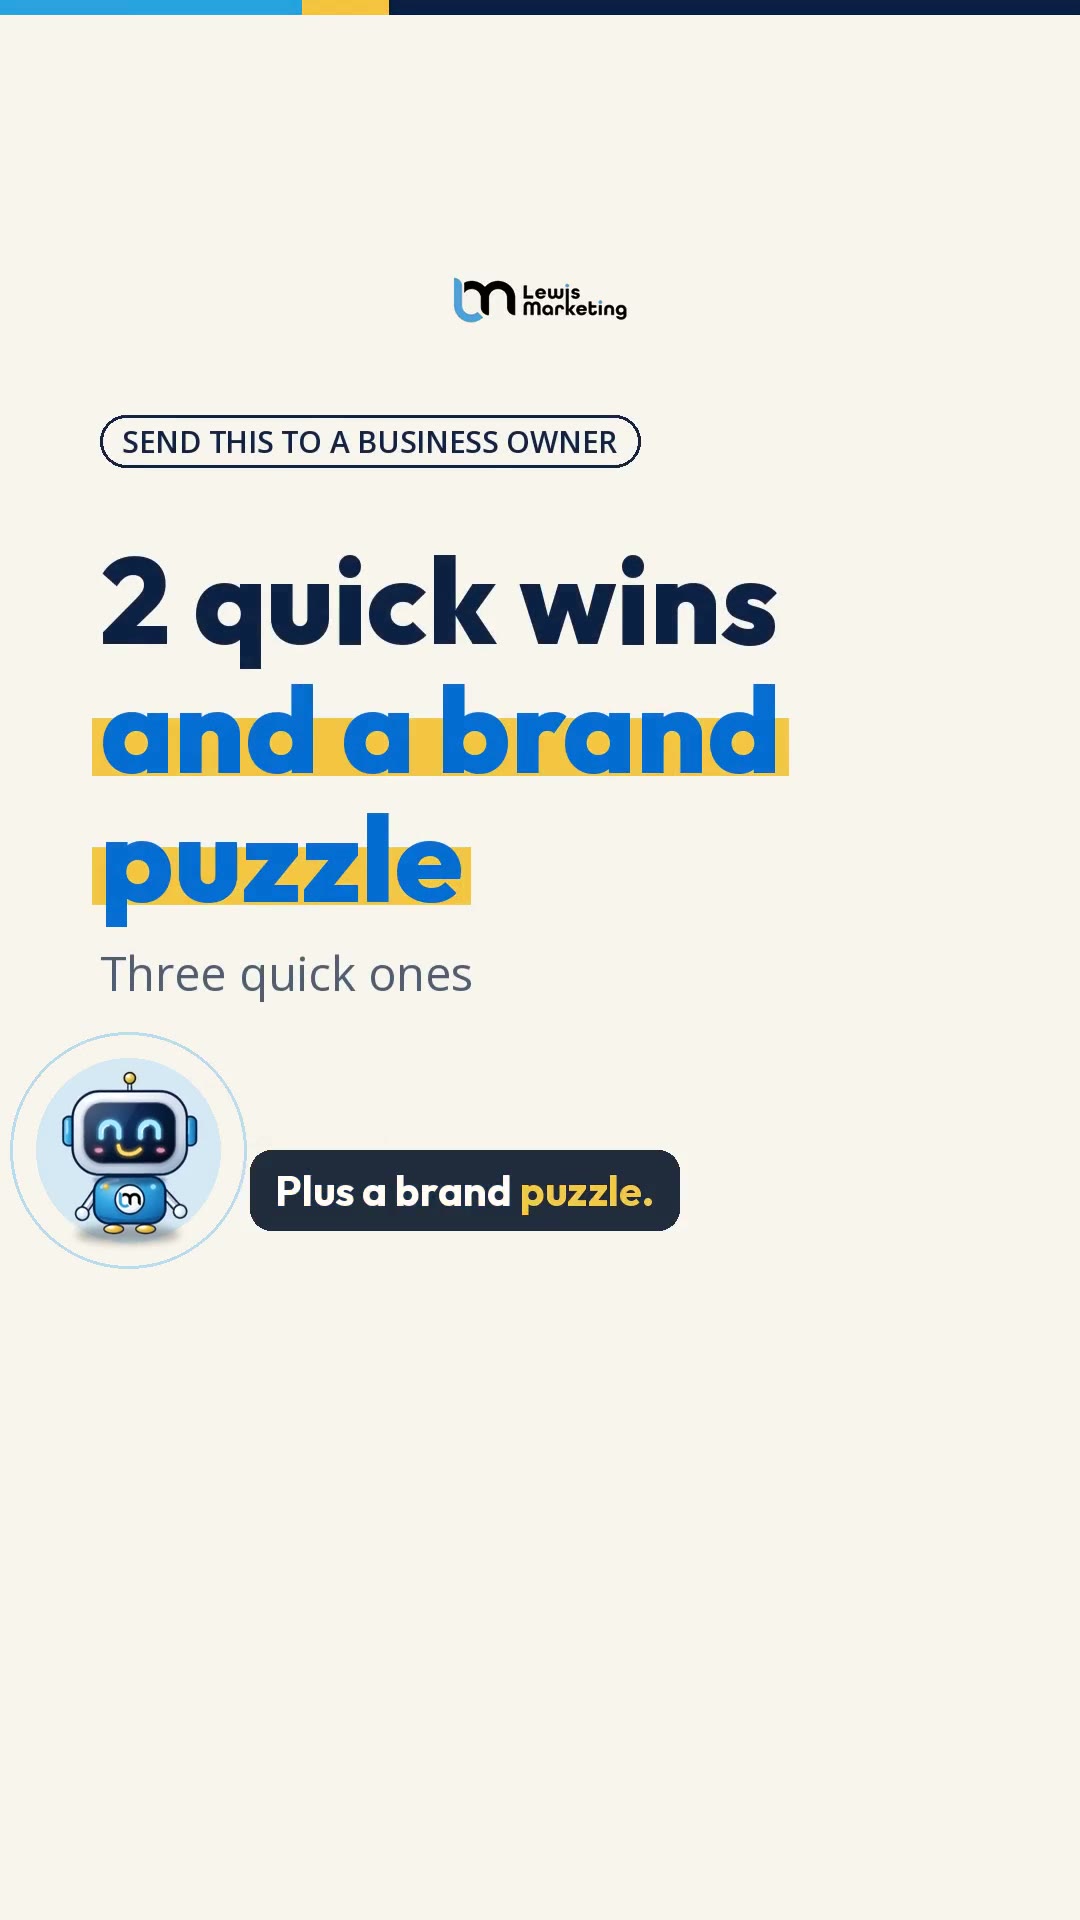 Lewis
Marketing
SEND THIS TO A BUSINESS OWNER
2 quick wins
and a brand
puzzle
Three quick ones
Plus a brand puzzle.